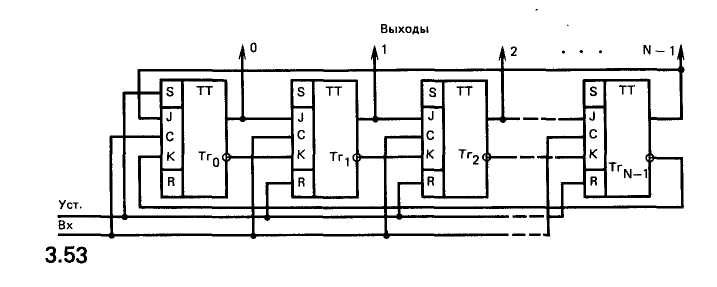 Выходы
0 1 2 . . . N-1
S TT S TT S TT S TT
J J J J
C C C C
K Tr0 K Tr1 K Tr2 K TrN-1
R R R R
Уст.
Вх
3.53